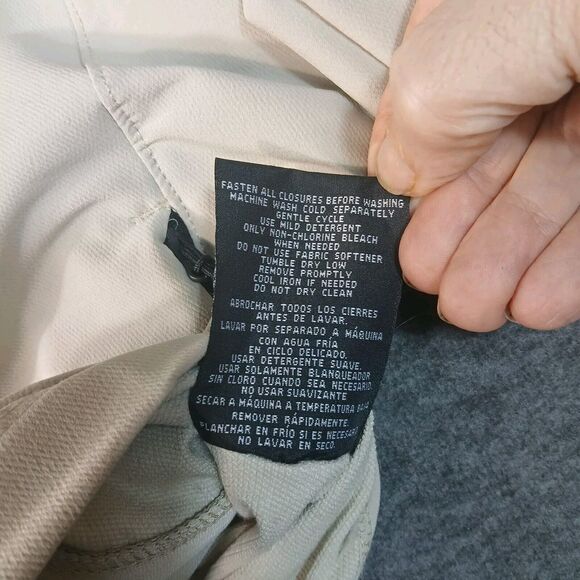 FASTEN ALL CLOSURES BEFORE WASHING
MACHINE WASH COLD SEPARATELY
GENTLE CYCLE
USE MILD DETERGENT
ONLY NON-CHLORINE BLEACH
WHEN NEEDED
DO NOT USE FABRIC SOFTENER
TUMBLE DRY LOW
REMOVE PROMPTLY
COOL IRON IF NEEDED
DO NOT DRY CLEAN
ABROCHAR TODOS LOS CIERRES
ANTES DE LAVAR.
LAVAR POR SEPARADO A MÁQUINA
CON AGUA FRÍA
EN CICLO DELICADO.
USAR DETERGENTE SUAVE.
USAR SOLAMENTE BLANQUEADOR
SIN CLORO CUANDO SEA NECESARIO.
NO USAR SUAVIZANTE
SECAR A MÁQUINA A TEMPERATURA BAJA
REMOVER RÁPIDAMENTE.
PLANCHAR EN FRÍO SI ES NECESARIO
NO LAVAR EN SECO.